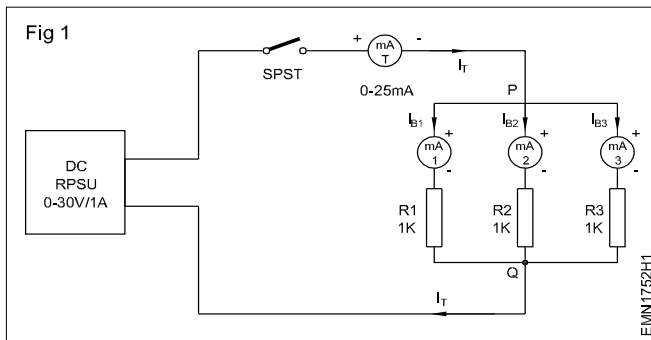 Fig 1
SPST
+ mA T -
I_T
0-25mA
P
DC
RPSU
0-30V/1A
I_B1 I_B2 I_B3
+ + +
mA 1 mA 2 mA 3
- - -
R1 R2 R3
1K 1K 1K
Q
I_T
EMN1752H1